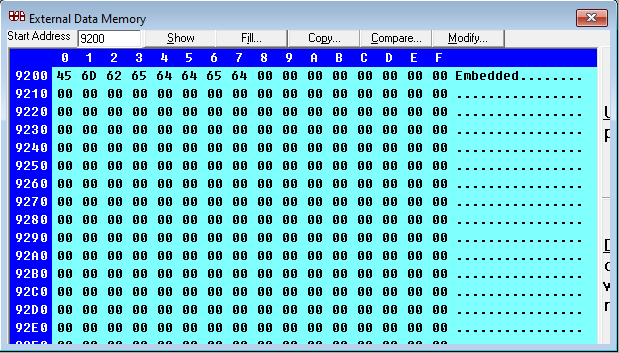 External Data Memory
Start Address 9200 Show Fill... Copy... Compare... Modify...
0 1 2 3 4 5 6 7 8 9 A B C D E F
9200 45 6D 62 65 64 64 65 64 00 00 00 00 00 00 00 00 Embedded........
9210 00 00 00 00 00 00 00 00 00 00 00 00 00 00 00 00 ................
9220 00 00 00 00 00 00 00 00 00 00 00 00 00 00 00 00 ................
9230 00 00 00 00 00 00 00 00 00 00 00 00 00 00 00 00 ................
9240 00 00 00 00 00 00 00 00 00 00 00 00 00 00 00 00 ................
9250 00 00 00 00 00 00 00 00 00 00 00 00 00 00 00 00 ................
9260 00 00 00 00 00 00 00 00 00 00 00 00 00 00 00 00 ................
9270 00 00 00 00 00 00 00 00 00 00 00 00 00 00 00 00 ................
9280 00 00 00 00 00 00 00 00 00 00 00 00 00 00 00 00 ................
9290 00 00 00 00 00 00 00 00 00 00 00 00 00 00 00 00 ................
92A0 00 00 00 00 00 00 00 00 00 00 00 00 00 00 00 00 ................
92B0 00 00 00 00 00 00 00 00 00 00 00 00 00 00 00 00 ................
92C0 00 00 00 00 00 00 00 00 00 00 00 00 00 00 00 00 ................
92D0 00 00 00 00 00 00 00 00 00 00 00 00 00 00 00 00 ................
92E0 00 00 00 00 00 00 00 00 00 00 00 00 00 00 00 00 ................